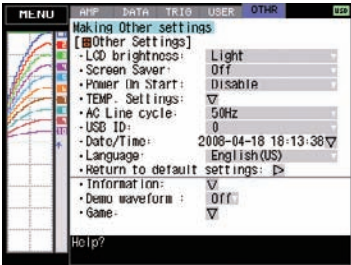 MENU AMP DATA TRIG USER OTHR USB
Making Other settings
[Other Settings]
・LCD brightness: Light
・Screen Saver: Off
・Power On Start: Disable
・TEMP. Settings:
・AC Line cycle: 50Hz
・USB ID: 0
・Date/Time: 2008-04-18 18:13:38
・Language: English(US)
・Return to default settings:
・Information:
・Demo waveform : Off
・Game:
Help?